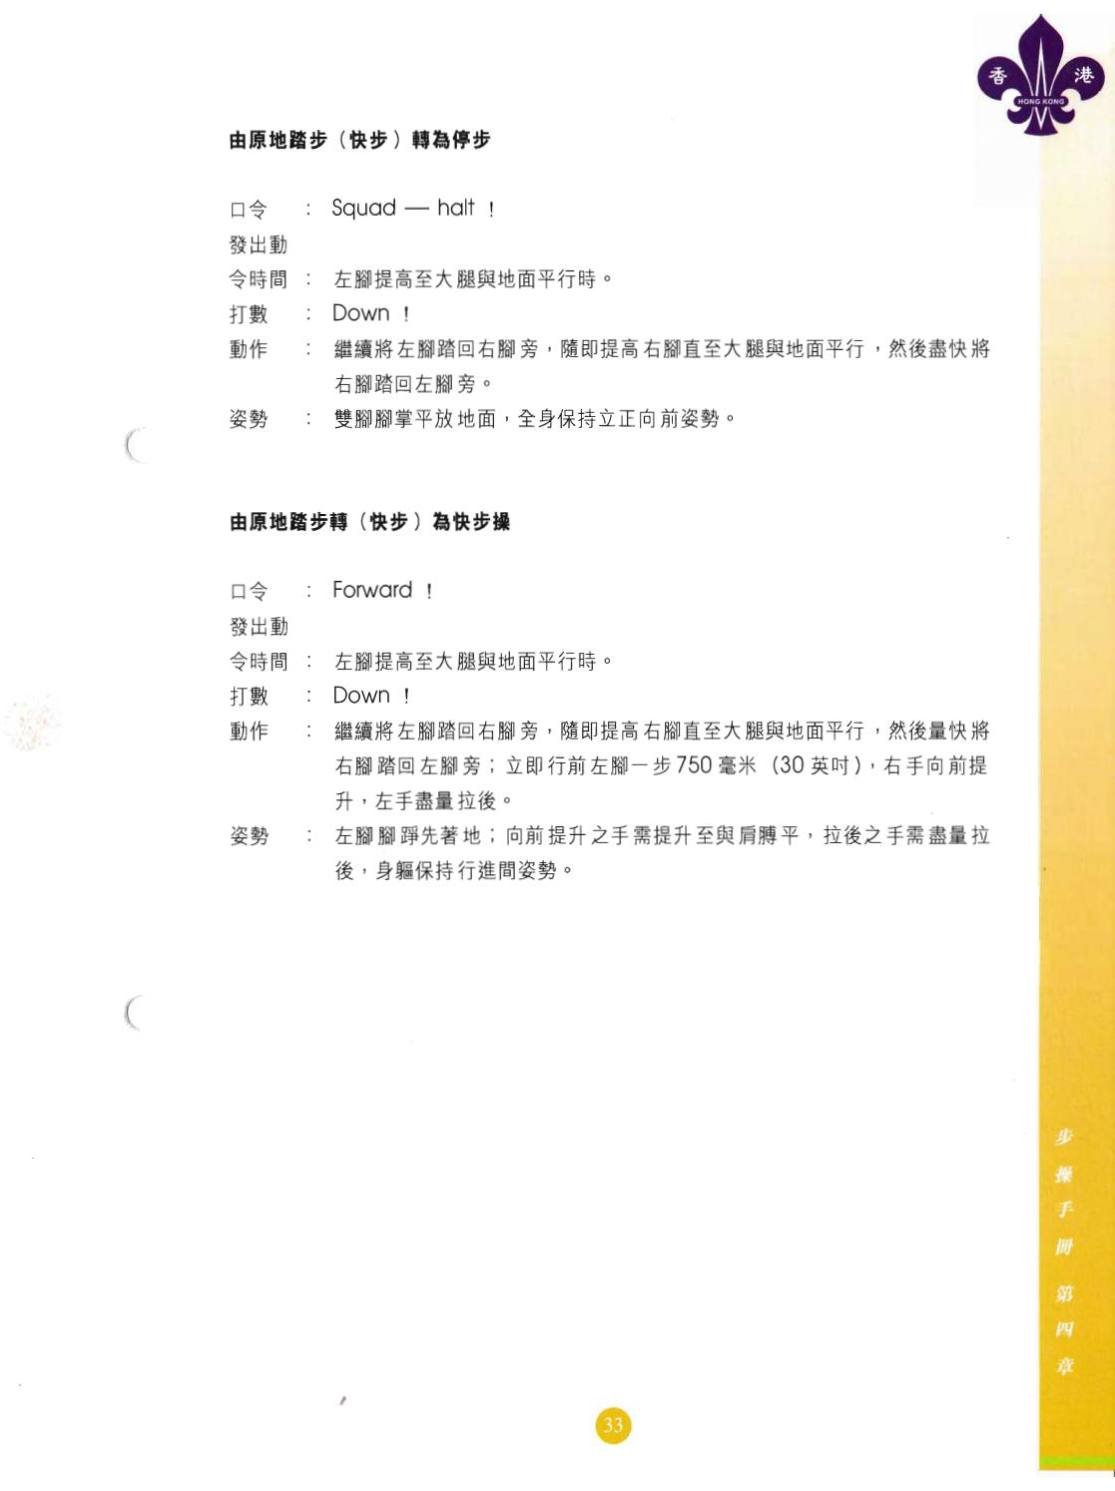 香港
HONG KONG
由原地踏步（快步）轉為停步
口令 ： Squad — halt！
發出動
令時間 ： 左腳提高至大腿與地面平行時。
打數 ： Down！
動作 ： 繼續將左腳踏回右腳旁，隨即提高右腳直至大腿與地面平行，然後盡快將
右腳踏回左腳旁。
姿勢 ： 雙腳腳掌平放地面，全身保持立正向前姿勢。
由原地踏步轉（快步）為快步操
口令 ： Forward！
發出動
令時間 ： 左腳提高至大腿與地面平行時。
打數 ： Down！
動作 ： 繼續將左腳踏回右腳旁，隨即提高右腳直至大腿與地面平行，然後量快將
右腳踏回左腳旁；立即行前左腳一步750毫米（30英吋），右手向前提
升，左手盡量拉後。
姿勢 ： 左腳腳踭先著地；向前提升之手需提升至與肩膊平，拉後之手需盡量拉
後，身軀保持行進間姿勢。
步操手冊 第四章
33